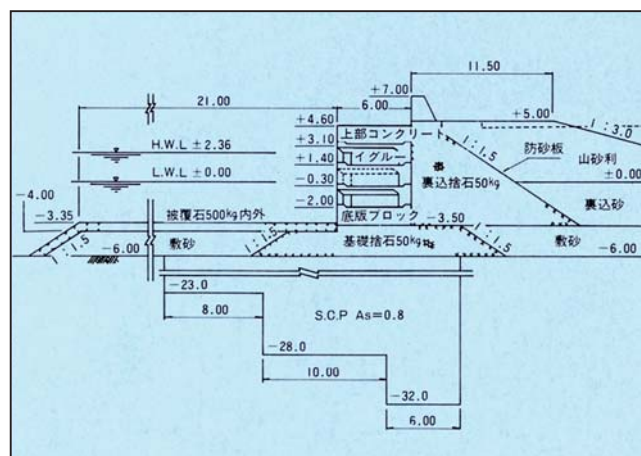 11.50
+7.00
21.00
6.00
+5.00
1:3.0
+4.60
上部コンクリート
H.W.L ±2.36
+3.10
1:1.5
防砂板
山砂利
+1.40
イグルー
±0.00
L.W.L ±0.00
-0.30
裏込捨石50kg
裏込砂
-4.00
-2.00
-3.35
被覆石500kg内外
底版ブロック
-3.50
1:1.5
-6.00
敷砂
1:1.5
基礎捨石50kg
1:1.5
敷砂
-6.00
-23.0
8.00
S.C.P As=0.8
-28.0
10.00
-32.0
6.00